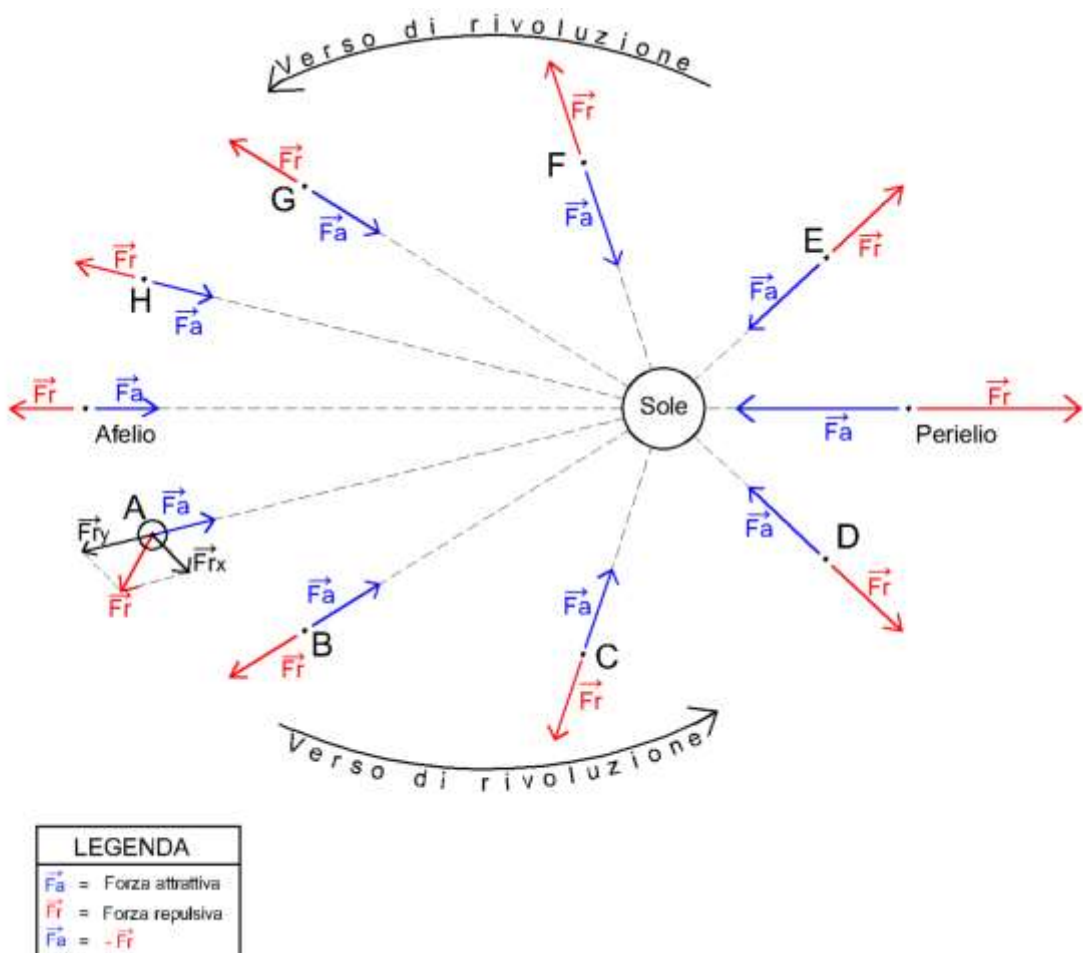 Verso di rivoluzione
Fr
F
Fa
Fr
G
Fa
E
Fr
Fa
Fr
H
Fa
Fr
Fa
Afelio
Sole
Fr
Fa
Perielio
A
Fa
Fry
Frx
Fr
Fa
D
Fr
Fa
B
Fr
Fa
C
Fr
Verso di rivoluzione
LEGENDA
Fa = Forza attrattiva
Fr = Forza repulsiva
Fa = -Fr